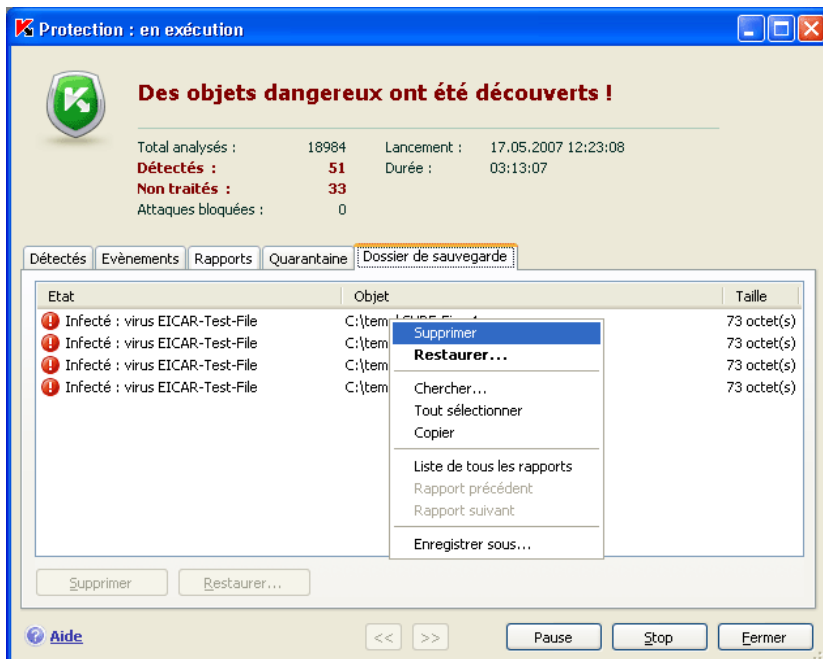 Protection : en exécution
Des objets dangereux ont été découverts !
Total analysés : 18984 Lancement : 17.05.2007 12:23:08
Détectés : 51 Durée : 03:13:07
Non traités : 33
Attaques bloquées : 0
Détectés Evènements Rapports Quarantaine Dossier de sauvegarde
Etat Objet Taille
Infecté : virus EICAR-Test-File C:\tem 73 octet(s)
Infecté : virus EICAR-Test-File C:\tem 73 octet(s)
Infecté : virus EICAR-Test-File C:\tem 73 octet(s)
Infecté : virus EICAR-Test-File C:\tem 73 octet(s)
Supprimer
Restaurer...
Chercher...
Tout sélectionner
Copier
Liste de tous les rapports
Rapport précédent
Rapport suivant
Enregistrer sous...
Supprimer Restaurer...
Aide << >> Pause Stop Fermer